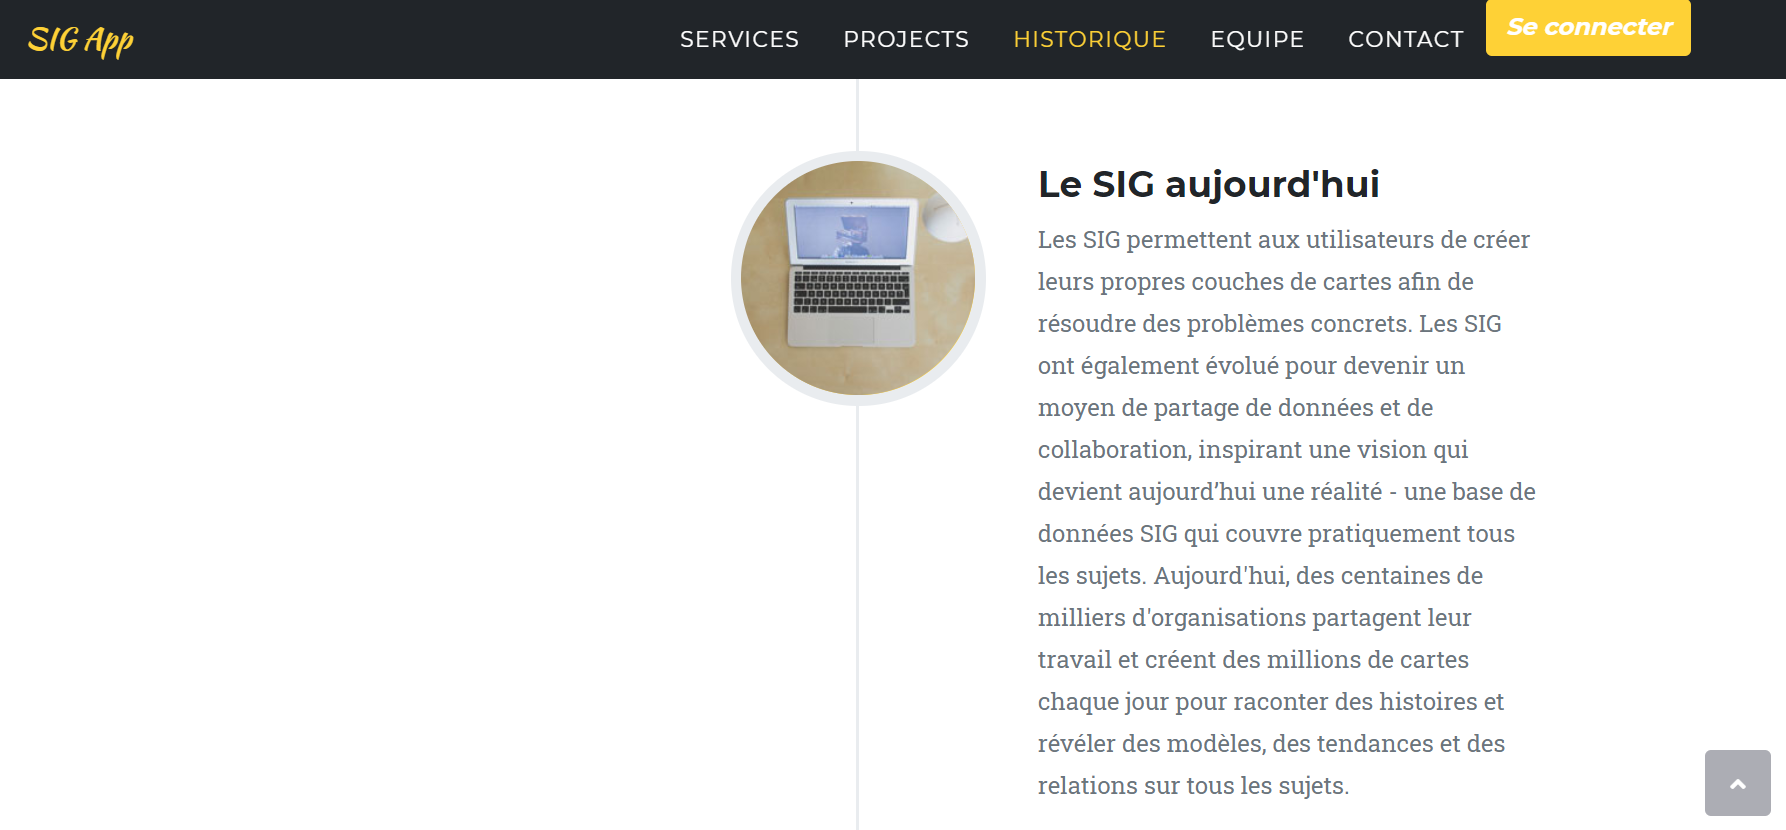 SIG App
SERVICES
PROJECTS
HISTORIQUE
EQUIPE
CONTACT
Se connecter
Le SIG aujourd'hui
Les SIG permettent aux utilisateurs de créer
leurs propres couches de cartes afin de
résoudre des problèmes concrets. Les SIG
ont également évolué pour devenir un
moyen de partage de données et de
collaboration, inspirant une vision qui
devient aujourd’hui une réalité - une base de
données SIG qui couvre pratiquement tous
les sujets. Aujourd'hui, des centaines de
milliers d'organisations partagent leur
travail et créent des millions de cartes
chaque jour pour raconter des histoires et
révéler des modèles, des tendances et des
relations sur tous les sujets.